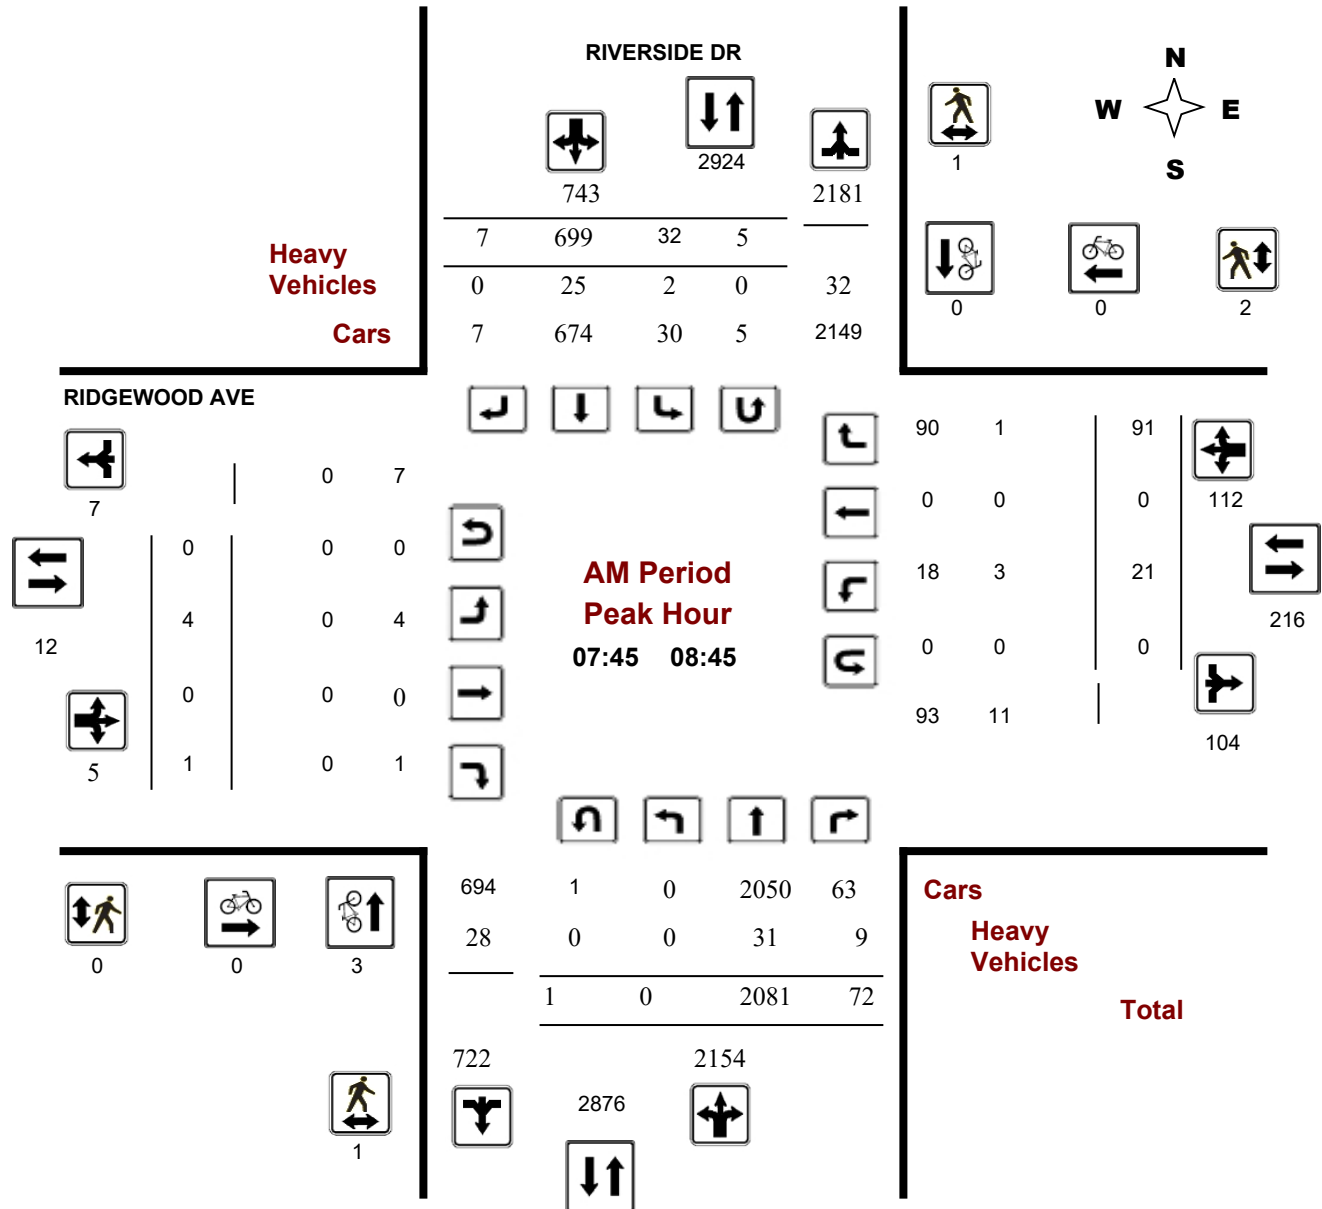 RIVERSIDE DR
N
W E
S
2924
1
743 2181
7 699 32 5
Heavy
Vehicles
0 25 2 0 32
0 0 2
Cars
7 674 30 5 2149
RIDGEWOOD AVE
90 1 91
0 7
7
0 0 0
112
0 0 0
AM Period
18 3 21
4 0 4
Peak Hour
216
12
07:45 08:45
0 0 0
0 0 0
93 11
104
5 1 0 1
694 1 0 2050 63
Cars
28 0 0 31 9
Heavy
Vehicles
0 0 3
1 0 2081 72
Total
722 2154
2876
1